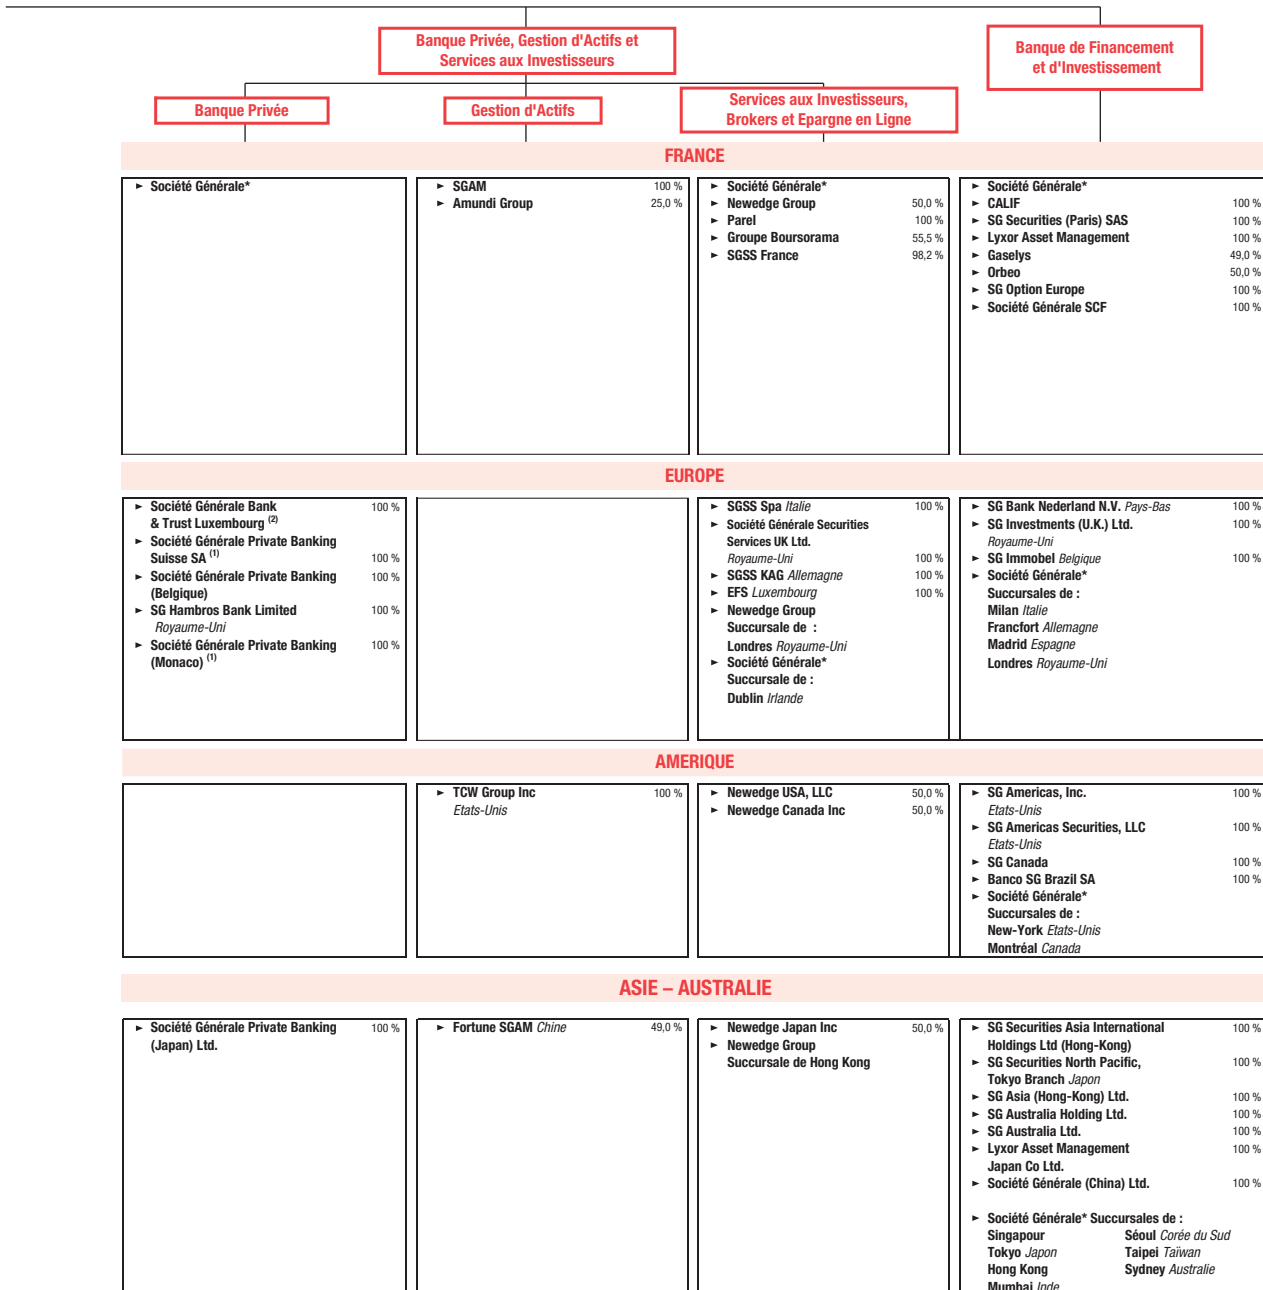 Banque Privée, Gestion d'Actifs et
Services aux Investisseurs
Banque de Financement
et d'Investissement
Banque Privée
Gestion d'Actifs
Services aux Investisseurs,
Brokers et Epargne en Ligne
FRANCE
► Société Générale*
► SGAM 100 %
► Amundi Group 25,0 %
► Société Générale*
► Newedge Group 50,0 %
► Parel 100 %
► Groupe Boursorama 55,5 %
► SGSS France 98,2 %
► Société Générale*
► CALIF 100 %
► SG Securities (Paris) SAS 100 %
► Lyxor Asset Management 100 %
► Gaselys 49,0 %
► Orbeo 50,0 %
► SG Option Europe 100 %
► Société Générale SCF 100 %
EUROPE
► Société Générale Bank 100 %
& Trust Luxembourg (2)
► Société Générale Private Banking
Suisse SA (1) 100 %
► Société Générale Private Banking 100 %
(Belgique)
► SG Hambros Bank Limited 100 %
Royaume-Uni
► Société Générale Private Banking 100 %
(Monaco) (1)
► SGSS Spa Italie 100 %
► Société Générale Securities
Services UK Ltd.
Royaume-Uni 100 %
► SGSS KAG Allemagne 100 %
► EFS Luxembourg 100 %
► Newedge Group
Succursale de :
Londres Royaume-Uni
► Société Générale*
Succursale de :
Dublin Irlande
► SG Bank Nederland N.V. Pays-Bas 100 %
► SG Investments (U.K.) Ltd. 100 %
Royaume-Uni
► SG Immobel Belgique 100 %
► Société Générale*
Succursales de :
Milan Italie
Francfort Allemagne
Madrid Espagne
Londres Royaume-Uni
AMERIQUE
► TCW Group Inc 100 %
Etats-Unis
► Newedge USA, LLC 50,0 %
► Newedge Canada Inc 50,0 %
► SG Americas, Inc. 100 %
Etats-Unis
► SG Americas Securities, LLC 100 %
Etats-Unis
► SG Canada 100 %
► Banco SG Brazil SA 100 %
► Société Générale*
Succursales de :
New-York Etats-Unis
Montréal Canada
ASIE – AUSTRALIE
► Société Générale Private Banking 100 %
(Japan) Ltd.
► Fortune SGAM Chine 49,0 %
► Newedge Japan Inc 50,0 %
► Newedge Group
Succursale de Hong Kong
► SG Securities Asia International 100 %
Holdings Ltd (Hong-Kong)
► SG Securities North Pacific, 100 %
Tokyo Branch Japon
► SG Asia (Hong-Kong) Ltd. 100 %
► SG Australia Holding Ltd. 100 %
► SG Australia Ltd. 100 %
► Lyxor Asset Management 100 %
Japan Co Ltd.
► Société Générale (China) Ltd. 100 %
► Société Générale* Succursales de :
Singapour Séoul Corée du Sud
Tokyo Japon Taipei Taïwan
Hong Kong Sydney Australie
Mumbai Inde